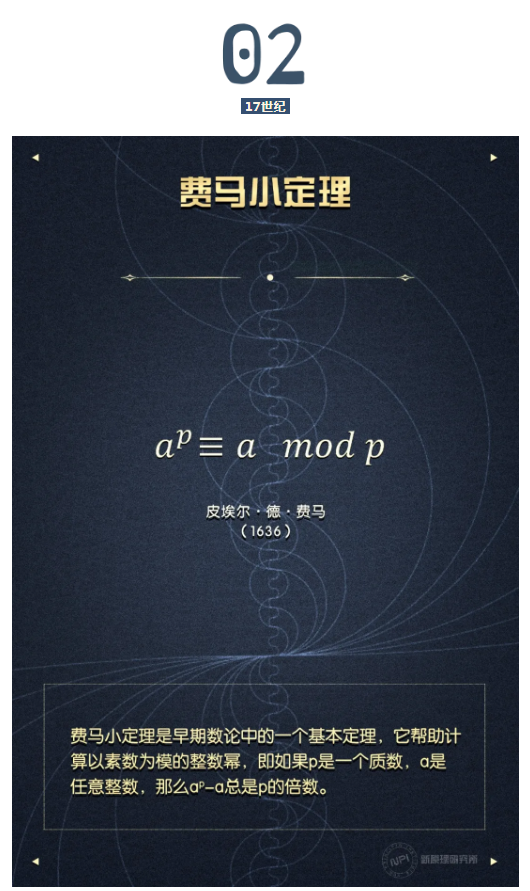 02
17世纪
费马小定理
aᵖ ≡ a mod p
皮埃尔·德·费马
（1636）
费马小定理是早期数论中的一个基本定理，它帮助计
算以素数为模的整数幂，即如果p是一个质数，a是
任意整数，那么aᵖ-a总是p的倍数。
NPI
新原理研究所